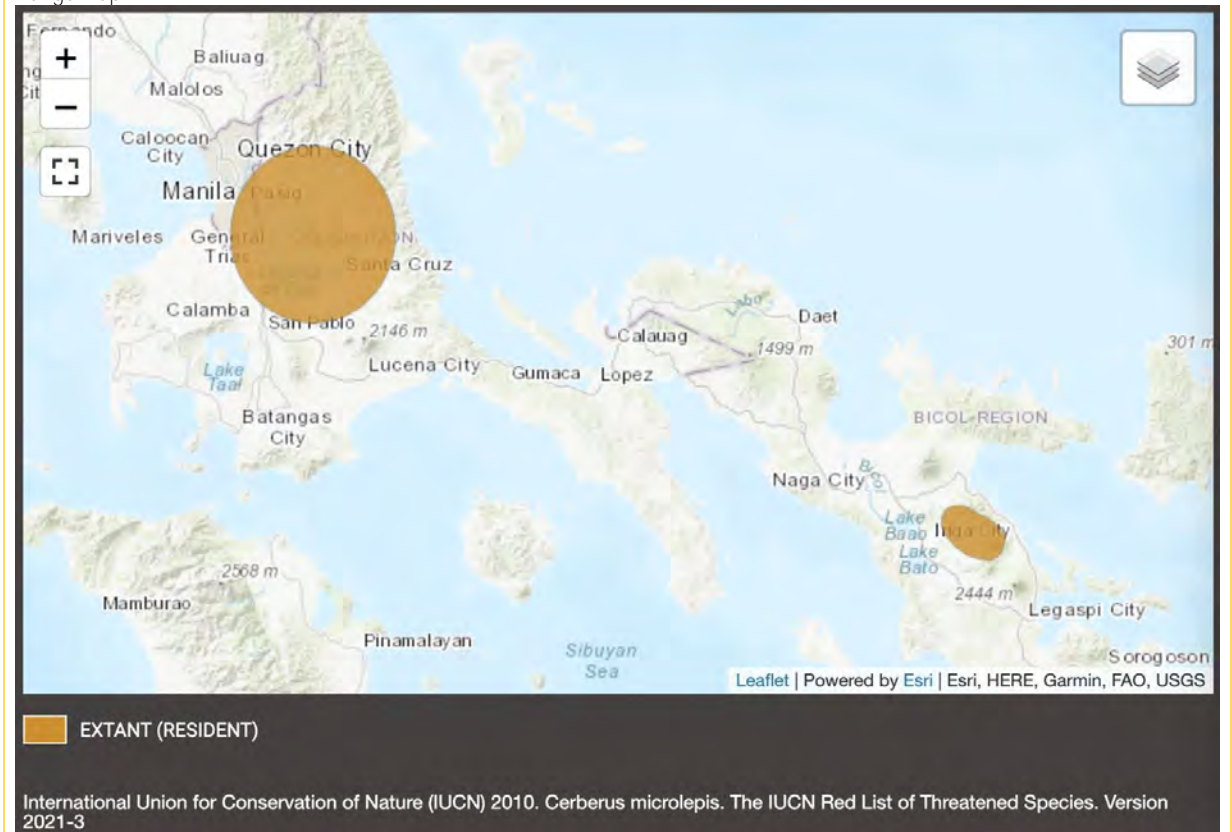 +
Baliuag
−
Malolos
Caloocan
City
Quezon City
Manila
Pasig
Mariveles
General
Trias
Santa Cruz
Calamba
San Pablo
2146 m
Lake
Taal
Lucena City
Gumaca
Lopez
Calauag
Labo
Daet
1499 m
301 m
Batangas
City
BICOL REGION
Naga City
Bicol
Lake
Baao
Iriga City
Lake
Bato
2568 m
2444 m
Mamburao
Legaspi City
Pinamalayan
Sibuyan
Sea
Sorogoson
Leaflet | Powered by Esri | Esri, HERE, Garmin, FAO, USGS
EXTANT (RESIDENT)
International Union for Conservation of Nature (IUCN) 2010. Cerberus microlepis. The IUCN Red List of Threatened Species. Version
2021-3